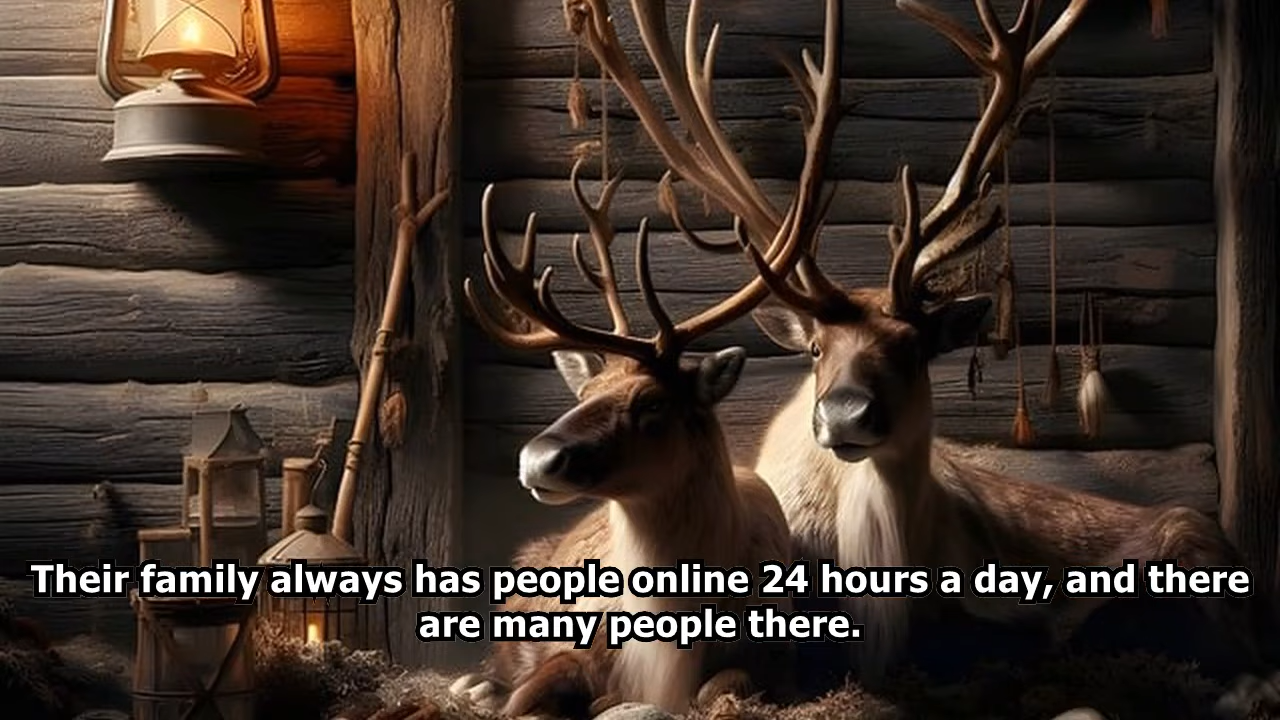 Their family always has people online 24 hours a day, and there
are many people there.